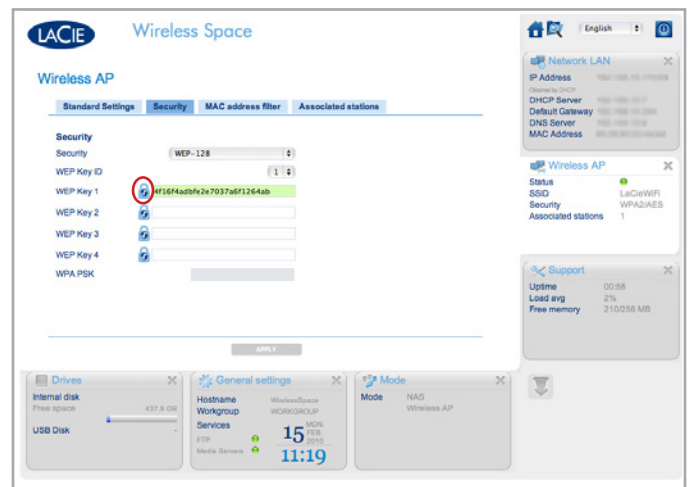 LACIE Wireless Space
English
Wireless AP
Standard Settings Security MAC address filter Associated stations
Security
Security WEP-128
WEP Key ID 1
WEP Key 1 4f16f4adbfe2e7037a6f1264ab
WEP Key 2
WEP Key 3
WEP Key 4
WPA PSK
APPLY
Network LAN
IP Address
Obtained by DHCP
DHCP Server
Default Gateway
DNS Server
MAC Address
Wireless AP
Status
SSID LaCieWiFi
Security WPA2/AES
Associated stations 1
Support
Uptime 00:58
Load avg 2%
Free memory 210/256 MB
Drives
Internal disk
Free space 437.8 GB
USB Disk -
General settings
Hostname WirelessSpace
Workgroup WORKGROUP
Services
FTP
Media Servers
15 MON.
FEB.
2010
11:19
Mode
Mode NAS
Wireless AP